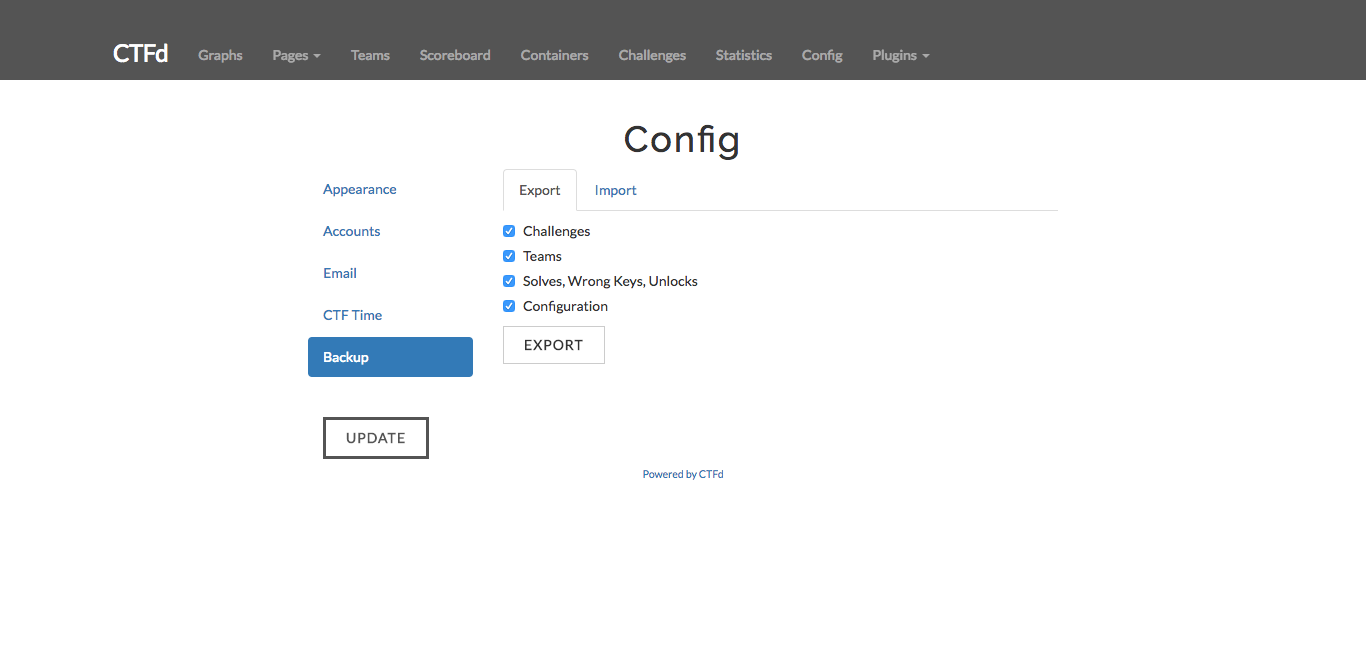 CTFd Graphs Pages Teams Scoreboard Containers Challenges Statistics Config Plugins
Config
Appearance
Accounts
Email
CTF Time
Backup
UPDATE
Export Import
Challenges
Teams
Solves, Wrong Keys, Unlocks
Configuration
EXPORT
Powered by CTFd